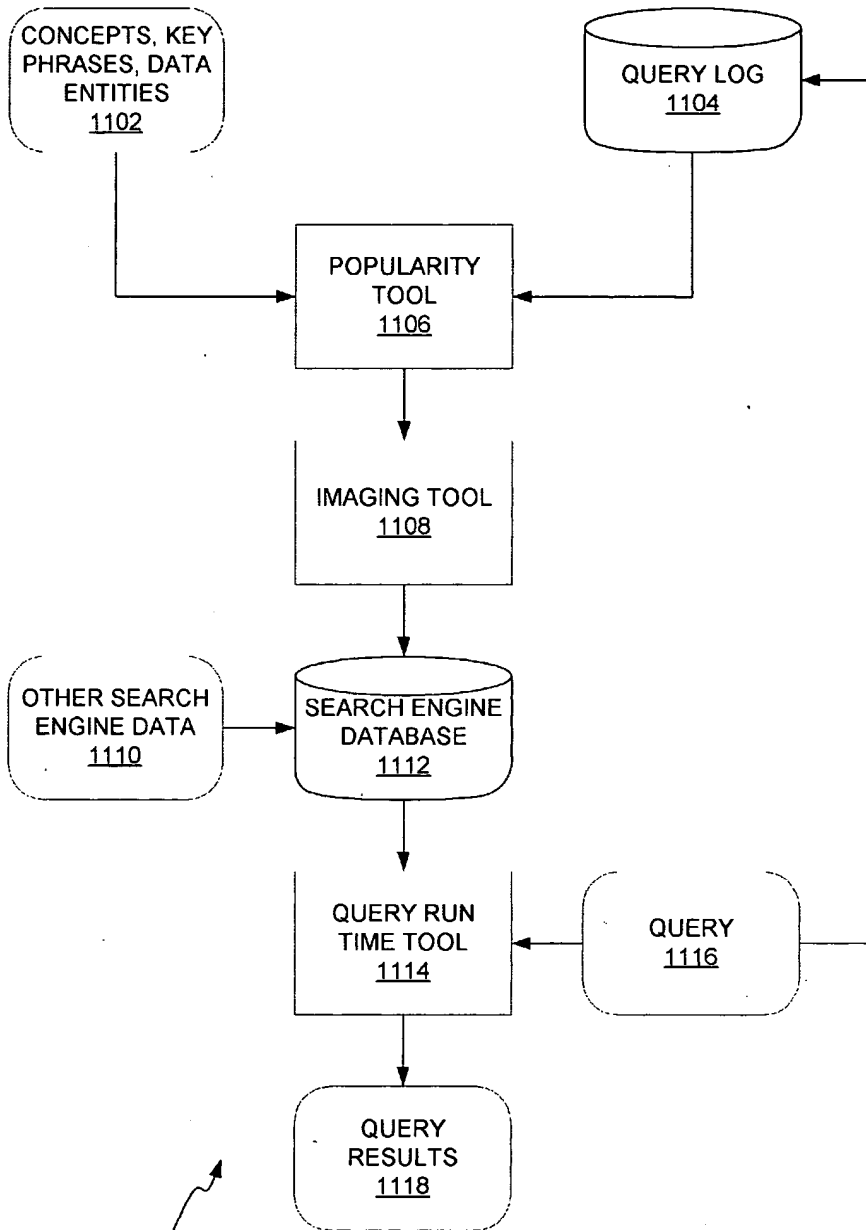 CONCEPTS, KEY
PHRASES, DATA
ENTITIES
1102
QUERY LOG
1104
POPULARITY
TOOL
1106
IMAGING TOOL
1108
OTHER SEARCH
ENGINE DATA
1110
SEARCH ENGINE
DATABASE
1112
QUERY RUN
TIME TOOL
1114
QUERY
1116
QUERY
RESULTS
1118